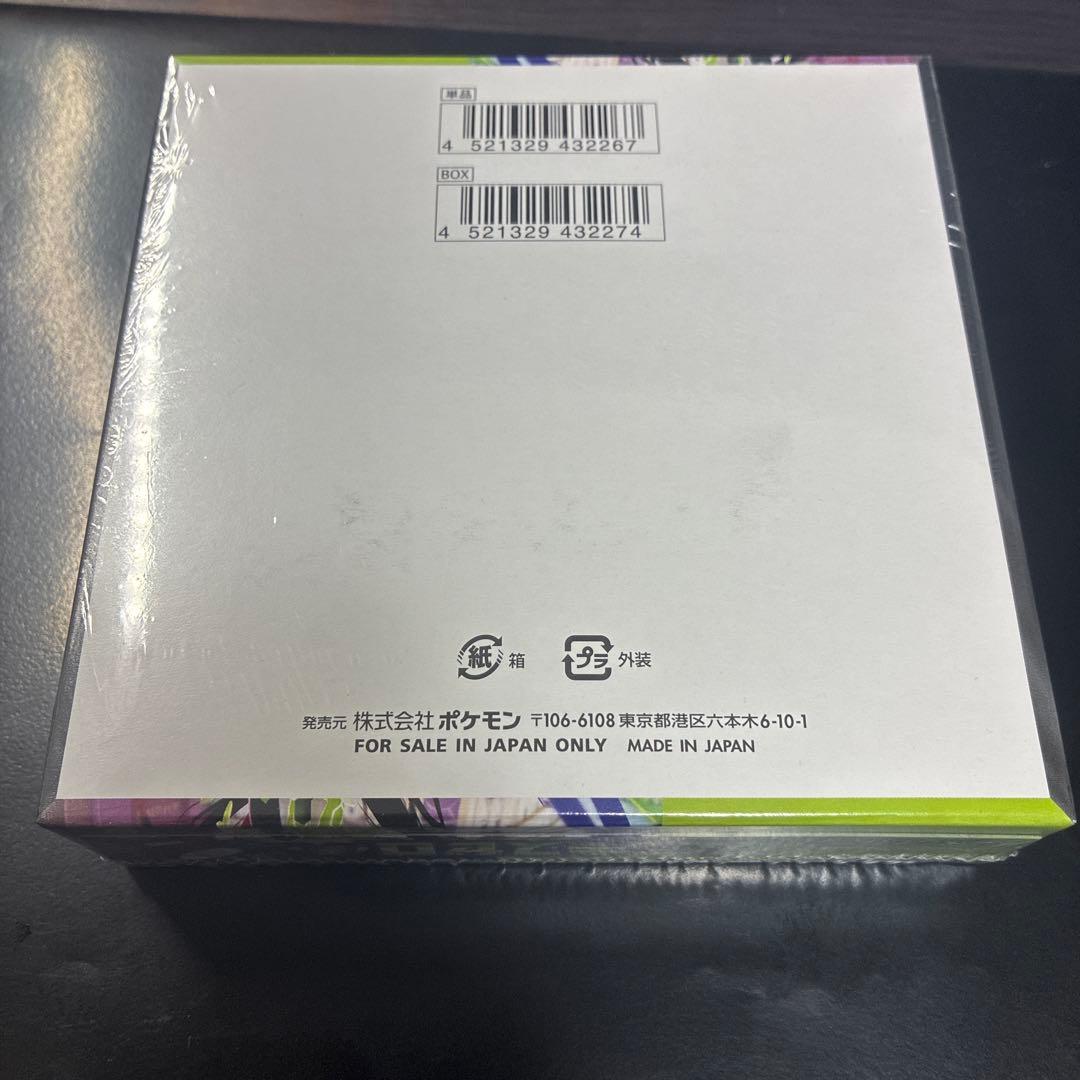 単品
4 521329 432267
BOX
4 521329 432274
紙 箱 プラ 外装
発売元 株式会社 ポケモン 〒106-6108 東京都港区六本木6-10-1
FOR SALE IN JAPAN ONLY MADE IN JAPAN